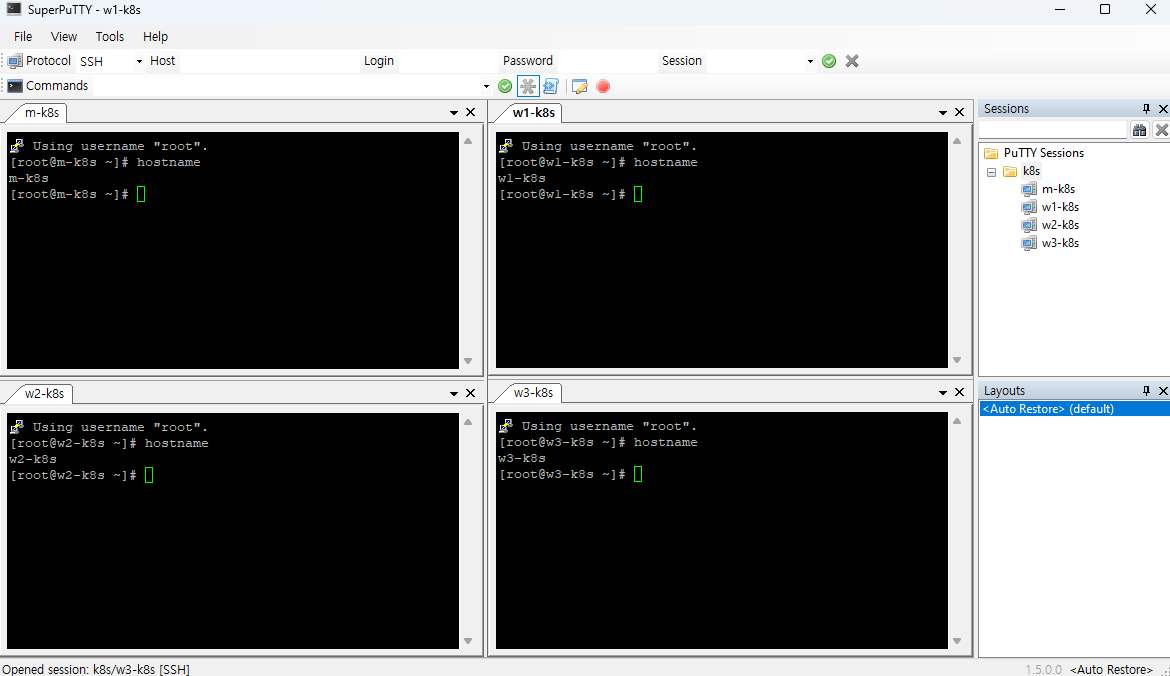 SuperPuTTY - w1-k8s
File View Tools Help
Protocol SSH Host Login Password Session
Commands
m-k8s
Using username "root".
[root@m-k8s ~]# hostname
m-k8s
[root@m-k8s ~]#
w1-k8s
Using username "root".
[root@w1-k8s ~]# hostname
w1-k8s
[root@w1-k8s ~]#
w2-k8s
Using username "root".
[root@w2-k8s ~]# hostname
w2-k8s
[root@w2-k8s ~]#
w3-k8s
Using username "root".
[root@w3-k8s ~]# hostname
w3-k8s
[root@w3-k8s ~]#
Sessions
PuTTY Sessions
k8s
m-k8s
w1-k8s
w2-k8s
w3-k8s
Layouts
<Auto Restore> (default)
Opened session: k8s/w3-k8s [SSH]
1.5.0.0 <Auto Restore>